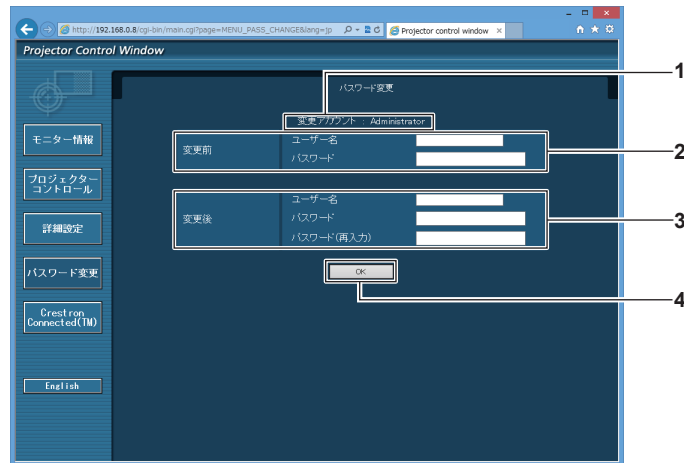 http://192.168.0.8/cgi-bin/main.cgi?page=MENU_PASS_CHANGE&lang=jp
Projector control window
Projector Control Window
1
パスワード変更
変更アカウント : Administrator
モニター情報
変更前
ユーザー名
パスワード
2
プロジェクター
コントロール
詳細設定
変更後
ユーザー名
パスワード
パスワード(再入力)
3
パスワード変更
OK
4
Crestron
Connected(TM)
English